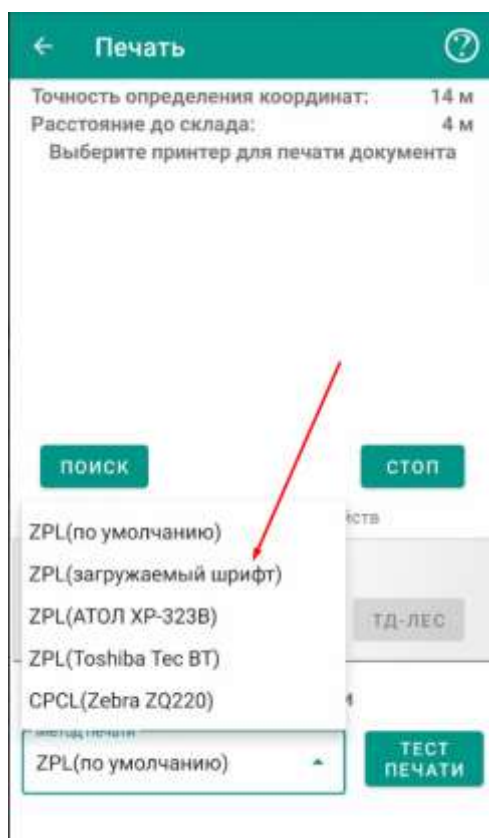 Печать
Точность определения координат: 14 м
Расстояние до склада: 4 м
Выберите принтер для печати документа
ПОИСК СТОП
ZPL(по умолчанию)
ZPL(загружаемый шрифт)
ZPL(АТОЛ XP-323B)
ТД-ЛЕС
ZPL(Toshiba Tec BT)
CPCL(Zebra ZQ220)
Метод печати
ZPL(по умолчанию)
ТЕСТ
ПЕЧАТИ